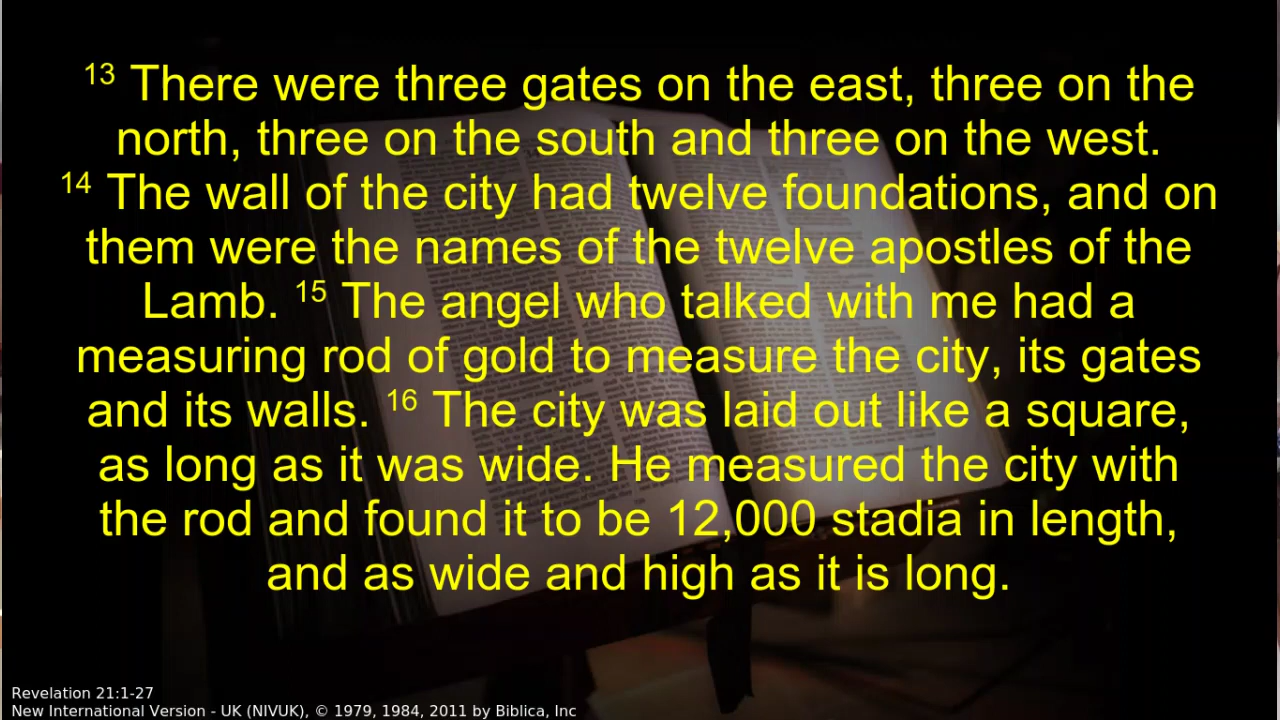 13 There were three gates on the east, three on the
north, three on the south and three on the west.
14 The wall of the city had twelve foundations, and on
them were the names of the twelve apostles of the
Lamb. 15 The angel who talked with me had a
measuring rod of gold to measure the city, its gates
and its walls. 16 The city was laid out like a square,
as long as it was wide. He measured the city with
the rod and found it to be 12,000 stadia in length,
and as wide and high as it is long.
Revelation 21:1-27
New International Version - UK (NIVUK), © 1979, 1984, 2011 by Biblica, Inc